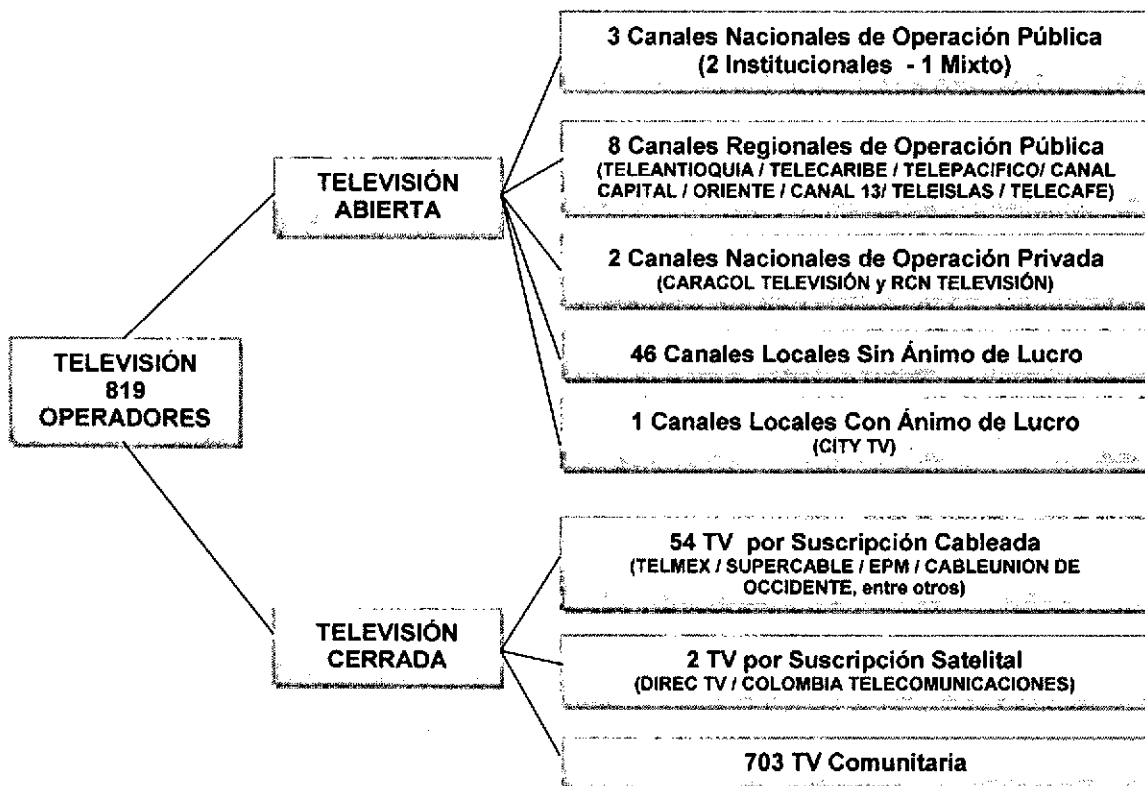 3 Canales Nacionales de Operación Pública
(2 Institucionales - 1 Mixto)
8 Canales Regionales de Operación Pública
(TELEANTIOQUIA / TELECARIBE / TELEPACIFICO/ CANAL
CAPITAL / ORIENTE / CANAL 13/ TELEISLAS / TELECAFE)
TELEVISIÓN
ABIERTA
2 Canales Nacionales de Operación Privada
(CARACOL TELEVISIÓN y RCN TELEVISIÓN)
46 Canales Locales Sin Ánimo de Lucro
TELEVISIÓN
819
OPERADORES
1 Canales Locales Con Ánimo de Lucro
(CITY TV)
54 TV por Suscripción Cableada
(TELMEX / SUPERCABLE / EPM / CABLEUNION DE
OCCIDENTE, entre otros)
TELEVISIÓN
CERRADA
2 TV por Suscripción Satelital
(DIREC TV / COLOMBIA TELECOMUNICACIONES)
703 TV Comunitaria